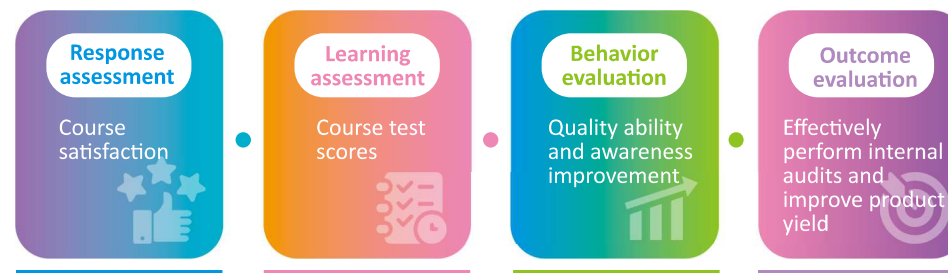 Response
assessment
Course
satisfaction
Learning
assessment
Course test
scores
Behavior
evaluation
Quality ability
and awareness
improvement
Outcome
evaluation
Effectively
perform internal
audits and
improve product
yield